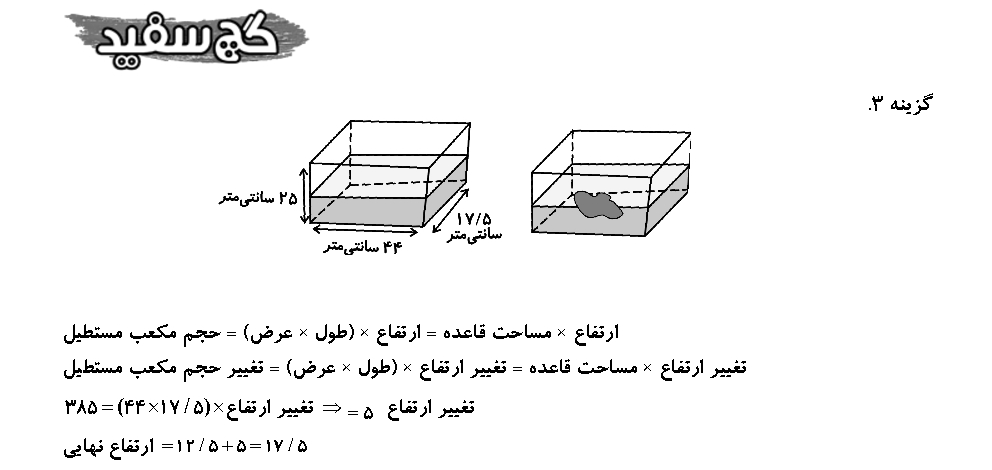 گچ سفید
گزینه ۳.
۲۵ سانتی‌متر
۴۴ سانتی‌متر
۱۷/۵
سانتی‌متر
حجم مکعب مستطیل = (طول × عرض) × ارتفاع = مساحت قاعده × ارتفاع
تغییر حجم مکعب مستطیل = (طول × عرض) × تغییر ارتفاع = مساحت قاعده × تغییر ارتفاع
۳۸۵ = (۴۴×۱۷/۵)×تغییر ارتفاع ⇒ تغییر ارتفاع = ۵
ارتفاع نهایی = ۱۲/۵+۵=۱۷/۵